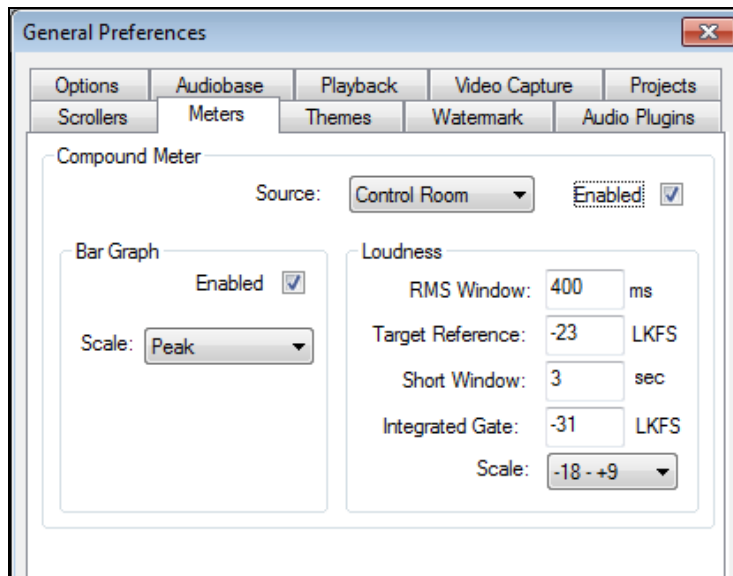 General Preferences
Options Audiobase Playback Video Capture Projects
Scrollers Meters Themes Watermark Audio Plugins
Compound Meter
Source: Control Room Enabled
Bar Graph
Enabled
Scale: Peak
Loudness
RMS Window: 400 ms
Target Reference: -23 LKFS
Short Window: 3 sec
Integrated Gate: -31 LKFS
Scale: -18 - +9